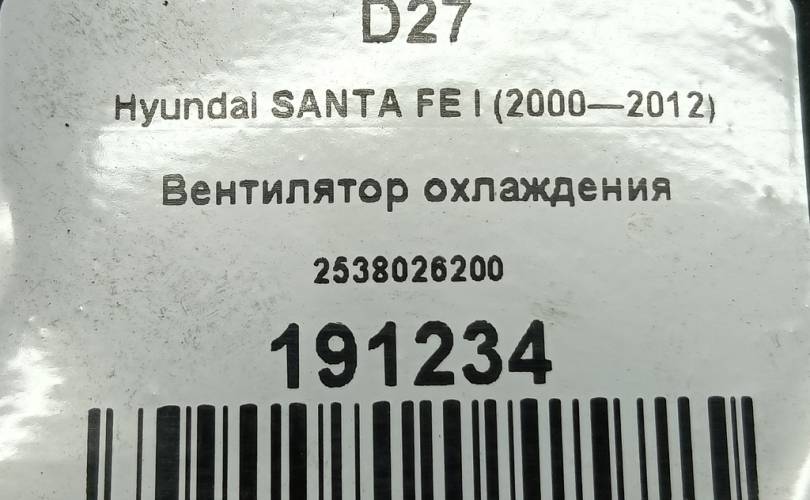 D27
Hyundai SANTA FE I (2000—2012)
Вентилятор охлаждения
2538026200
191234